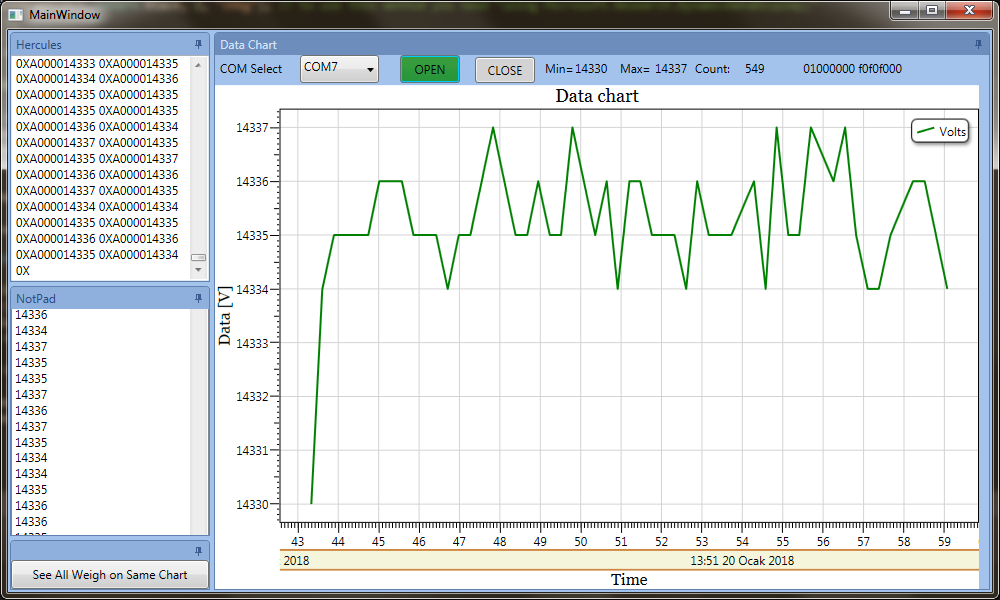 MainWindow
Hercules
0XA000014333 0XA000014335
0XA000014334 0XA000014336
0XA000014335 0XA000014335
0XA000014335 0XA000014335
0XA000014336 0XA000014334
0XA000014337 0XA000014335
0XA000014335 0XA000014337
0XA000014336 0XA000014336
0XA000014337 0XA000014335
0XA000014334 0XA000014334
0XA000014335 0XA000014335
0XA000014336 0XA000014336
0XA000014335 0XA000014334
0X
NotPad
14336
14334
14337
14335
14335
14337
14336
14337
14335
14334
14334
14335
14336
14336
See All Weigh on Same Chart
Data Chart
COM Select COM7 OPEN CLOSE Min= 14330 Max= 14337 Count: 549 01000000 f0f0f000
Data chart
Volts
14337
14336
14335
14334
14333
14332
14331
14330
Data [V]
43 44 45 46 47 48 49 50 51 52 53 54 55 56 57 58 59
2018 13:51 20 Ocak 2018
Time